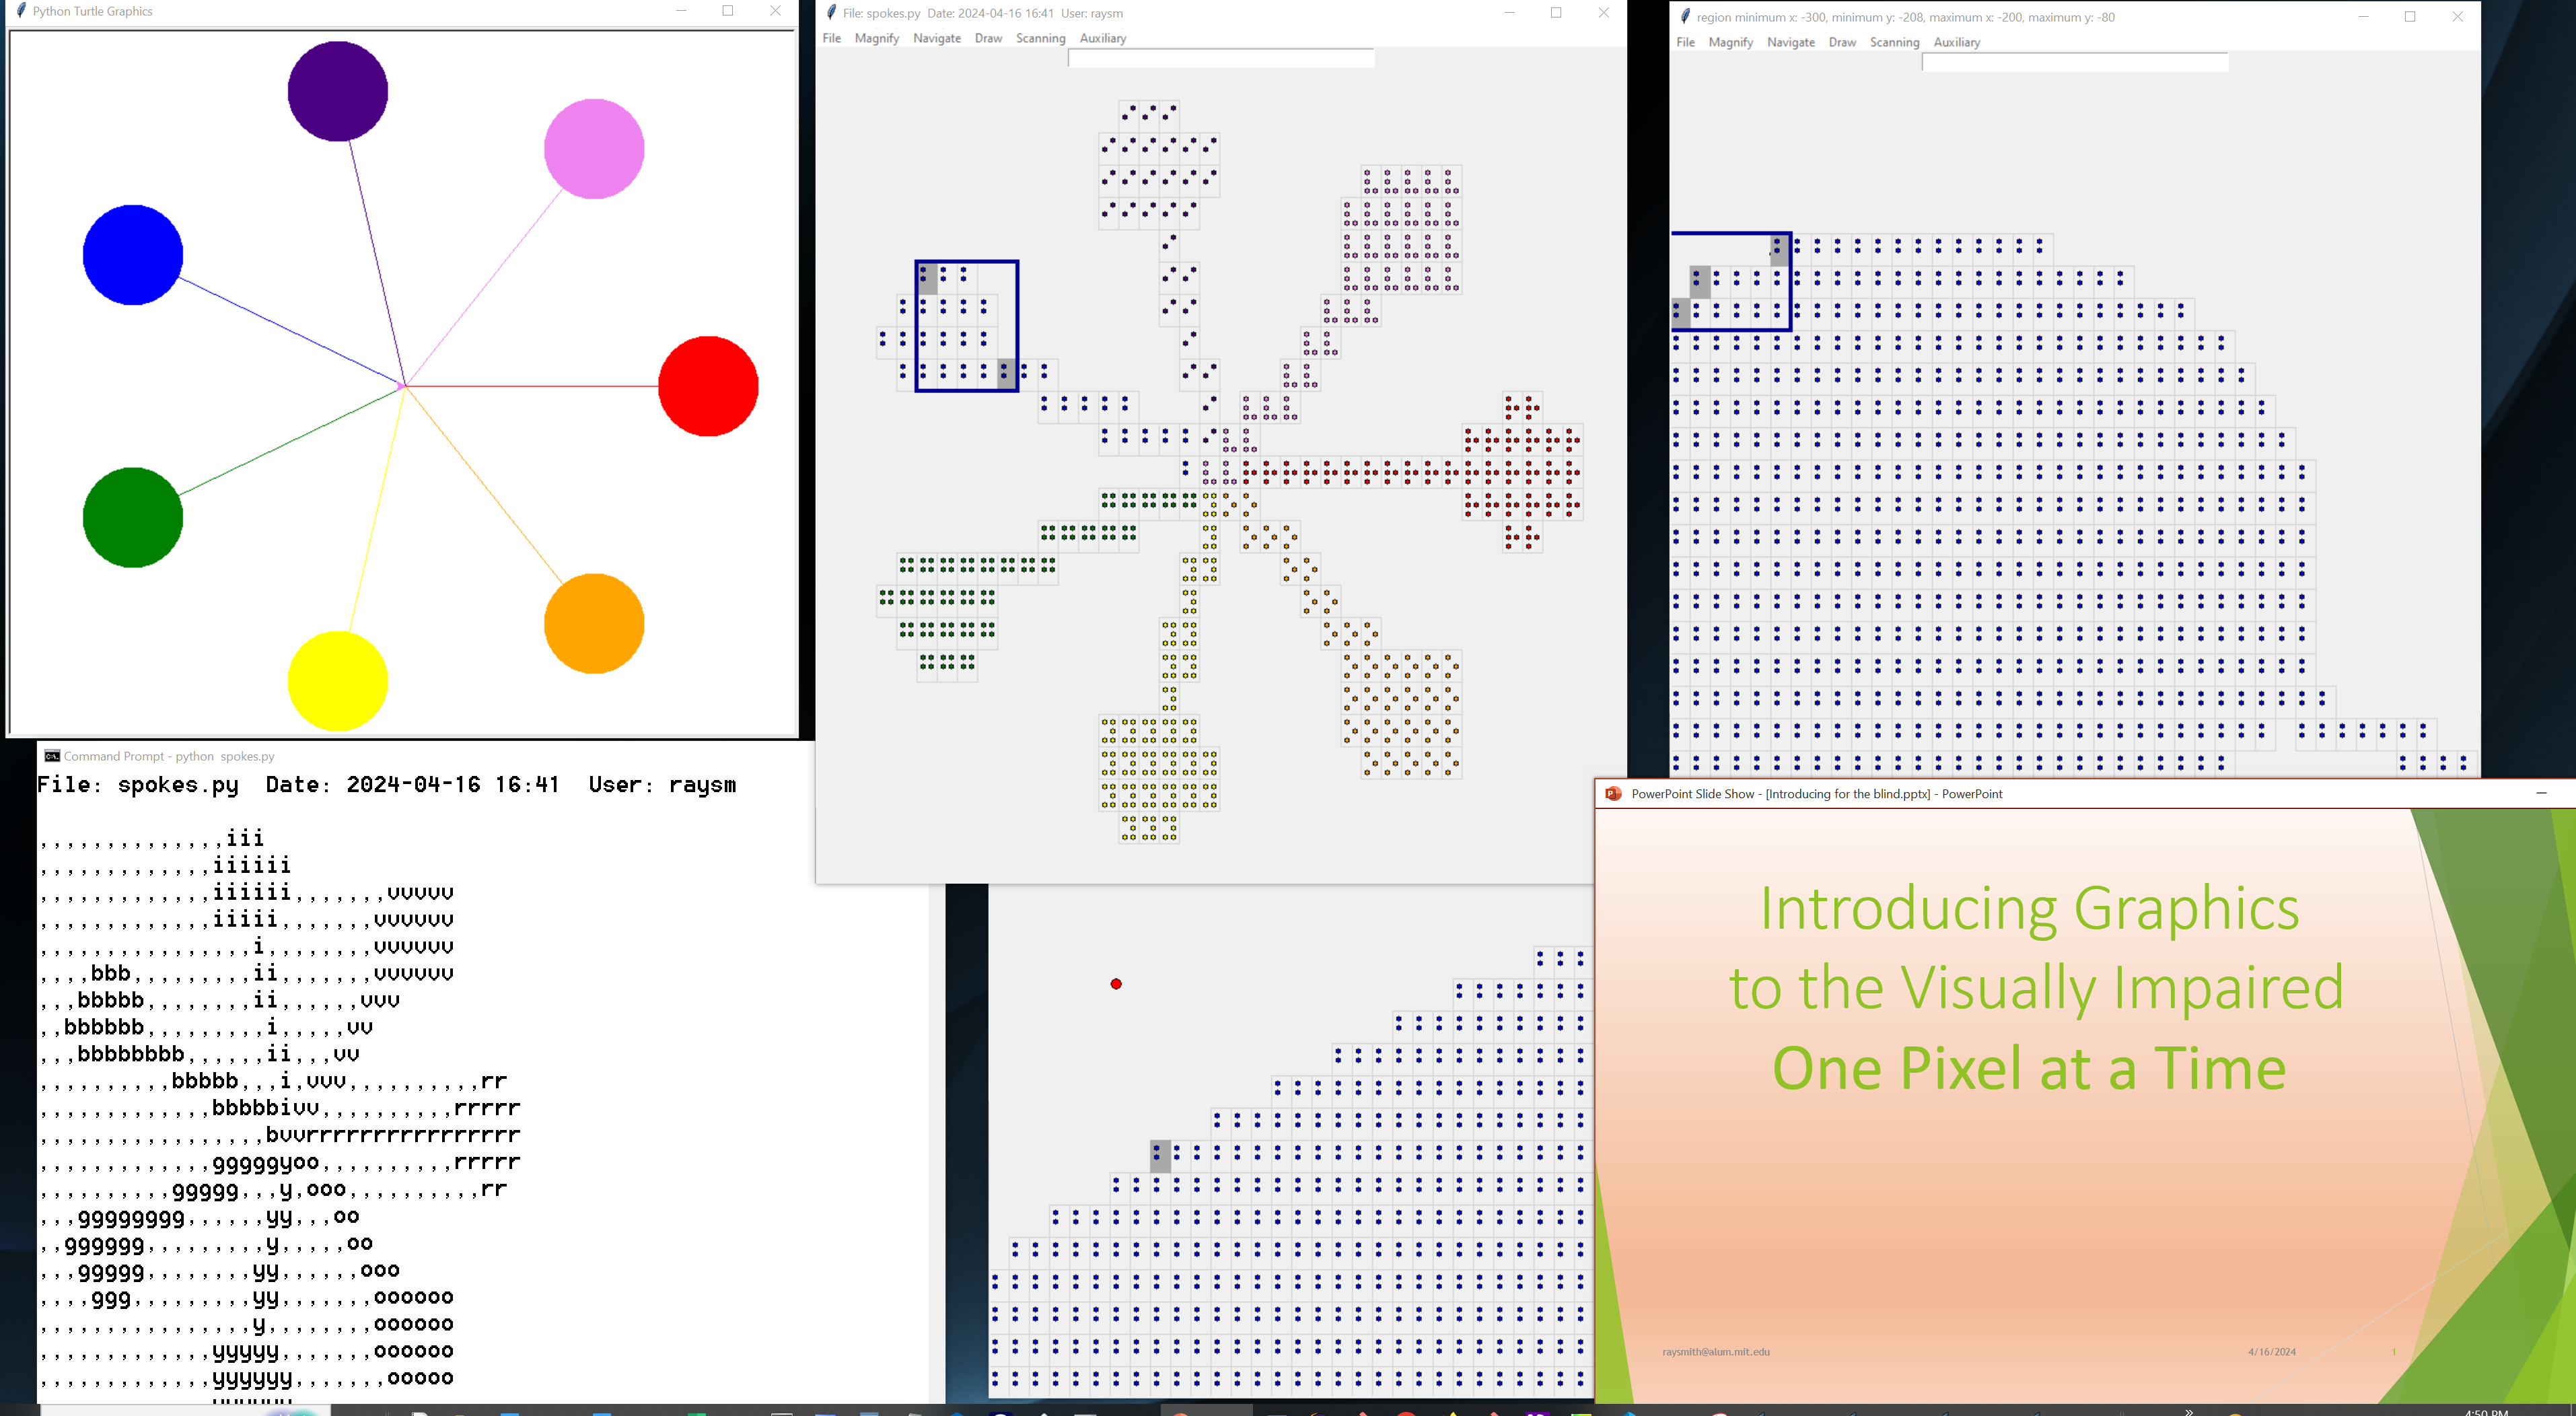 Python Turtle Graphics
File: spokes.py Date: 2024-04-16 16:41 User: raysm
File Magnify Navigate Draw Scanning Auxiliary
region minimum x: -300, minimum y: -208, maximum x: -200, maximum y: -80
File Magnify Navigate Draw Scanning Auxiliary
Command Prompt - python spokes.py
File: spokes.py Date: 2024-04-16 16:41 User: raysm
,,,,,,,,,,,,,,iii
,,,,,,,,,,,,,iiiiii
,,,,,,,,,,,,,iiiiii,,,,,,,vvvvv
,,,,,,,,,,,,,iiiii,,,,,,,vvvvvv
,,,,,,,,,,,,,,,,i,,,,,,,,vvvvvv
,,,,bbb,,,,,,,,,ii,,,,,,,vvvvvv
,,,bbbbb,,,,,,,,ii,,,,,,vvv
,,bbbbbb,,,,,,,,,i,,,,,vv
,,,bbbbbbbb,,,,,,ii,,,vv
,,,,,,,,,,bbbbb,,,i,vvv,,,,,,,,,,rr
,,,,,,,,,,,,,bbbbbivv,,,,,,,,,,rrrrr
,,,,,,,,,,,,,,,,,bvvrrrrrrrrrrrrrrrr
,,,,,,,,,,,,,gggggyoo,,,,,,,,,,rrrrr
,,,,,,,,,,ggggg,,,y,ooo,,,,,,,,,,rr
,,,gggggggg,,,,,,yy,,,oo
,,gggggg,,,,,,,,,y,,,,,oo
,,,ggggg,,,,,,,,yy,,,,,,ooo
,,,,ggg,,,,,,,,,yy,,,,,,,oooooo
,,,,,,,,,,,,,,,,y,,,,,,,,oooooo
,,,,,,,,,,,,,yyyyy,,,,,,,oooooo
,,,,,,,,,,,,,yyyyyy,,,,,,,ooooo
PowerPoint Slide Show - [Introducing for the blind.pptx] - PowerPoint
Introducing Graphics
to the Visually Impaired
One Pixel at a Time
raysmith@alum.mit.edu 4/16/2024 1
4:50 PM